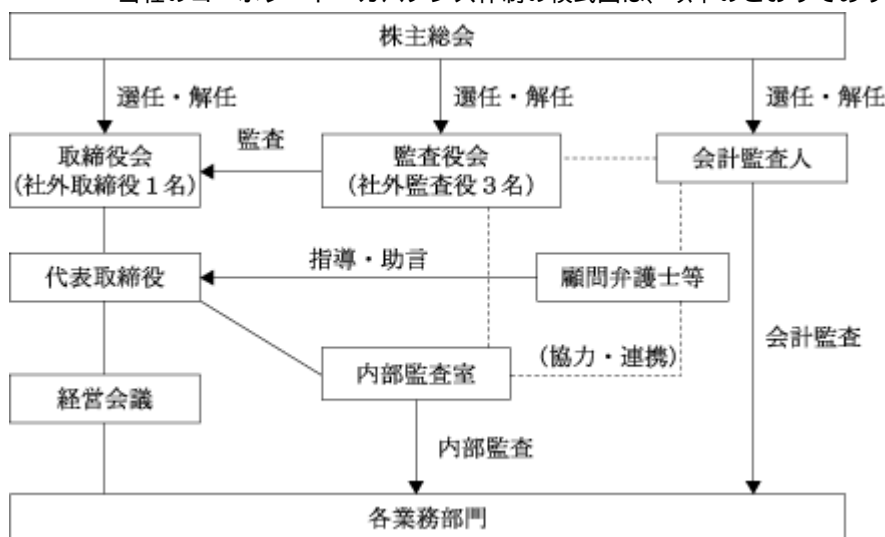 当社のコーポレート・ガバナンス体制の模式図は、以下のとおりであり
株主総会
選任・解任
選任・解任
選任・解任
取締役会
(社外取締役1名)
監査
監査役会
(社外監査役3名)
会計監査人
代表取締役
指導・助言
顧問弁護士等
会計監査
(協力・連携)
内部監査室
経営会議
内部監査
各業務部門